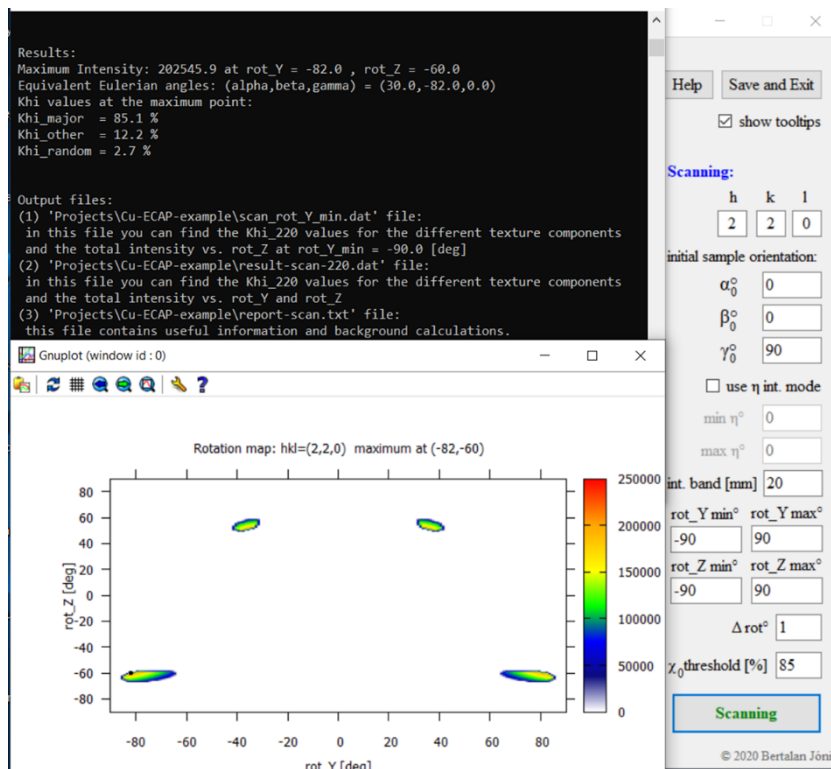 Results:
Maximum Intensity: 202545.9 at rot_Y = -82.0 , rot_Z = -60.0
Equivalent Eulerian angles: (alpha,beta,gamma) = (30.0,-82.0,0.0)
Khi values at the maximum point:
Khi_major  = 85.1 %
Khi_other  = 12.2 %
Khi_random = 2.7 %
Output files:
(1) 'Projects\Cu-ECAP-example\scan_rot_Y_min.dat' file:
in this file you can find the Khi_220 values for the different texture components
and the total intensity vs. rot_Z at rot_Y_min = -90.0 [deg]
(2) 'Projects\Cu-ECAP-example\result-scan-220.dat' file:
in this file you can find the Khi_220 values for the different texture components
and the total intensity vs. rot_Y and rot_Z
(3) 'Projects\Cu-ECAP-example\report-scan.txt' file:
this file contains useful information and background calculations.
Gnuplot (window id : 0)
Rotation map: hkl=(2,2,0)  maximum at (-82,-60)
80
60
40
20
0
-20
-40
-60
-80
rot_Z [deg]
-80 -60 -40 -20 0 20 40 60 80
rot_Y [deg]
250000
200000
150000
100000
50000
0
Help Save and Exit
show tooltips
Scanning:
h k l
2 2 0
initial sample orientation:
α₀° 0
β₀° 0
γ₀° 90
use η int. mode
min η° 0
max η° 0
int. band [mm] 20
rot_Y min° rot_Y max°
-90 90
rot_Z min° rot_Z max°
-90 90
Δ rot° 1
χ₀threshold [%] 85
Scanning
© 2020 Bertalan Jóni